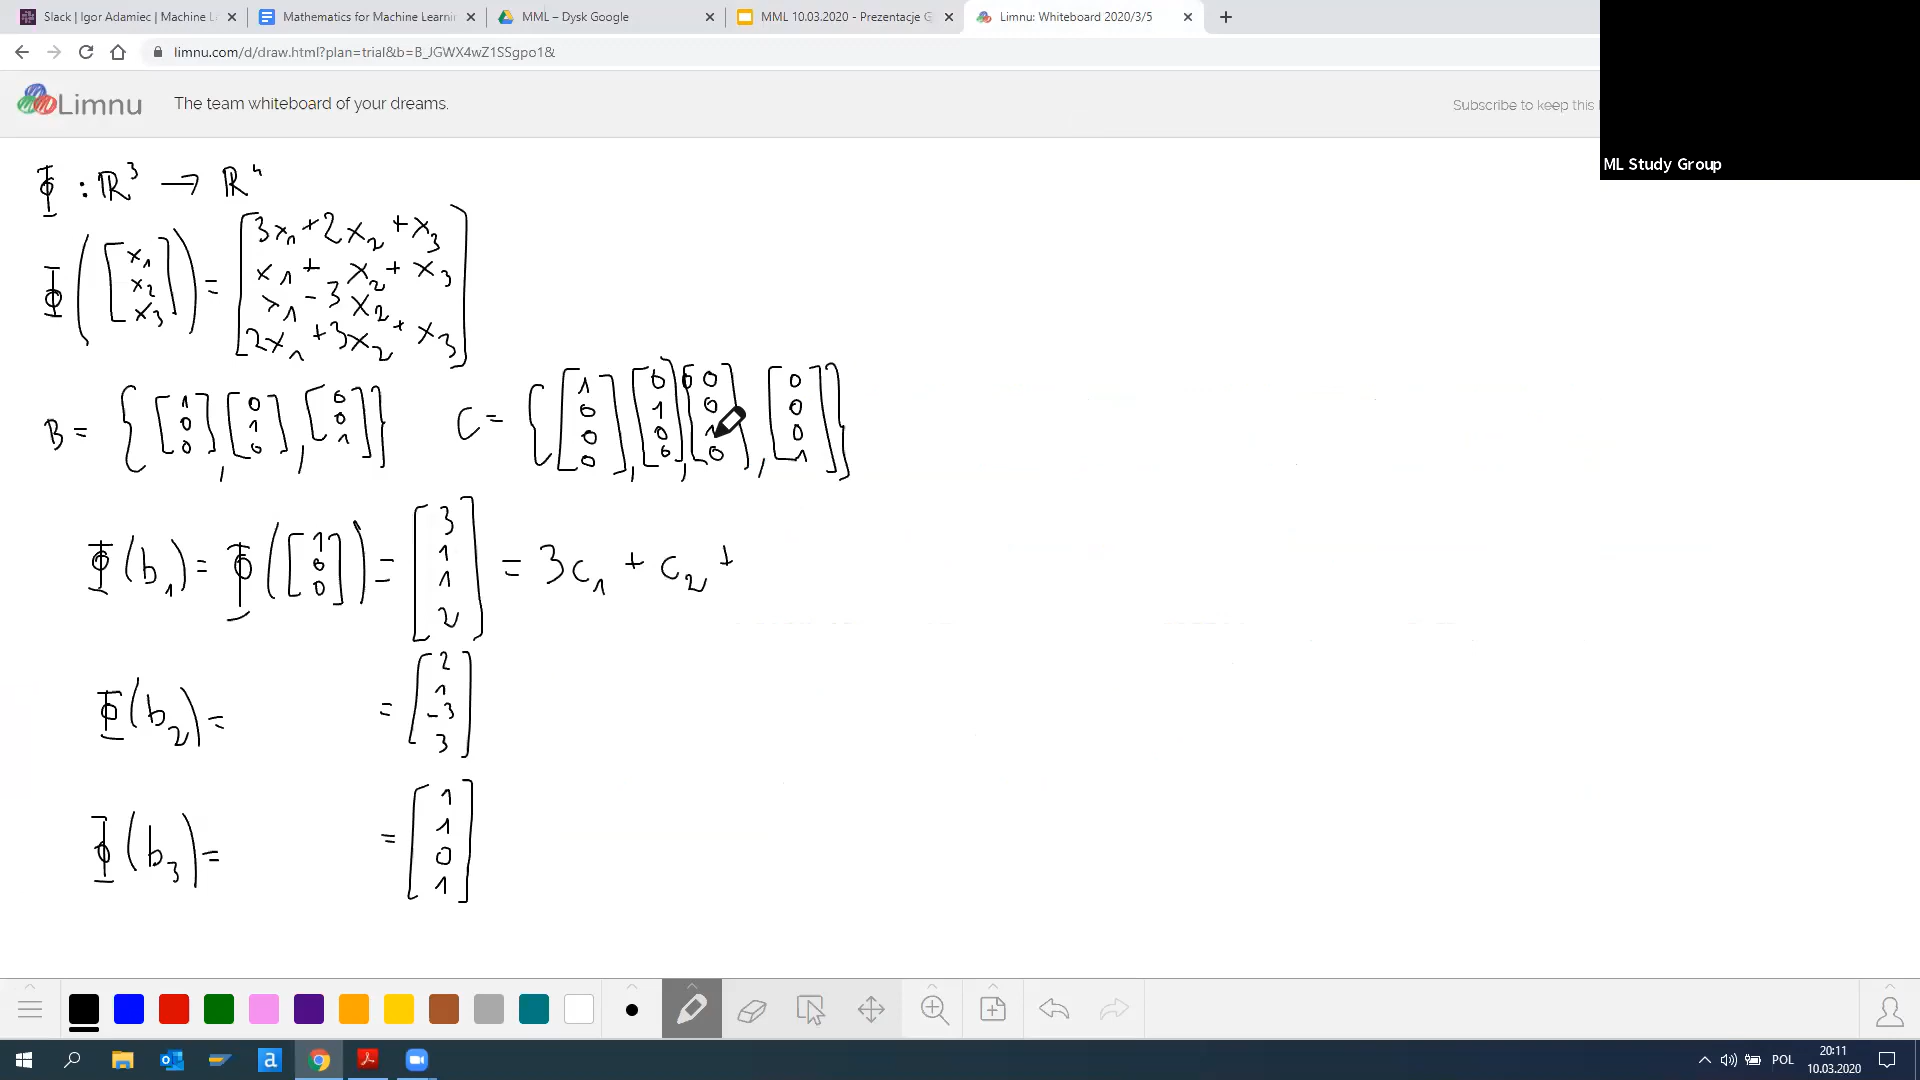 Slack | Igor Adamiec | Machine L
Mathematics for Machine Learnin
MML – Dysk Google
MML 10.03.2020 - Prezentacje G
Limnu: Whiteboard 2020/3/5
limnu.com/d/draw.html?plan=trial&b=B_JGWX4wZ1SSgpo1&
Limnu
The team whiteboard of your dreams.
Subscribe to keep this
ML Study Group
Φ : ℝ³ → ℝ⁴
Φ([x₁ x₂ x₃]) = [3x₁+2x₂+x₃
x₁+x₂+x₃
x₁-3x₂
2x₁+3x₂+x₃]
B = {[1 0 0], [0 1 0], [0 0 1]} C = {[1 0 0 0], [0 1 0 0], [0 0 1 0], [0 0 0 1]}
Φ(b₁) = Φ([1 0 0]) = [3 1 1 2] = 3c₁ + c₂ +
Φ(b₂) = = [2 1 -3 3]
Φ(b₃) = = [1 1 0 1]
POL
20:11
10.03.2020